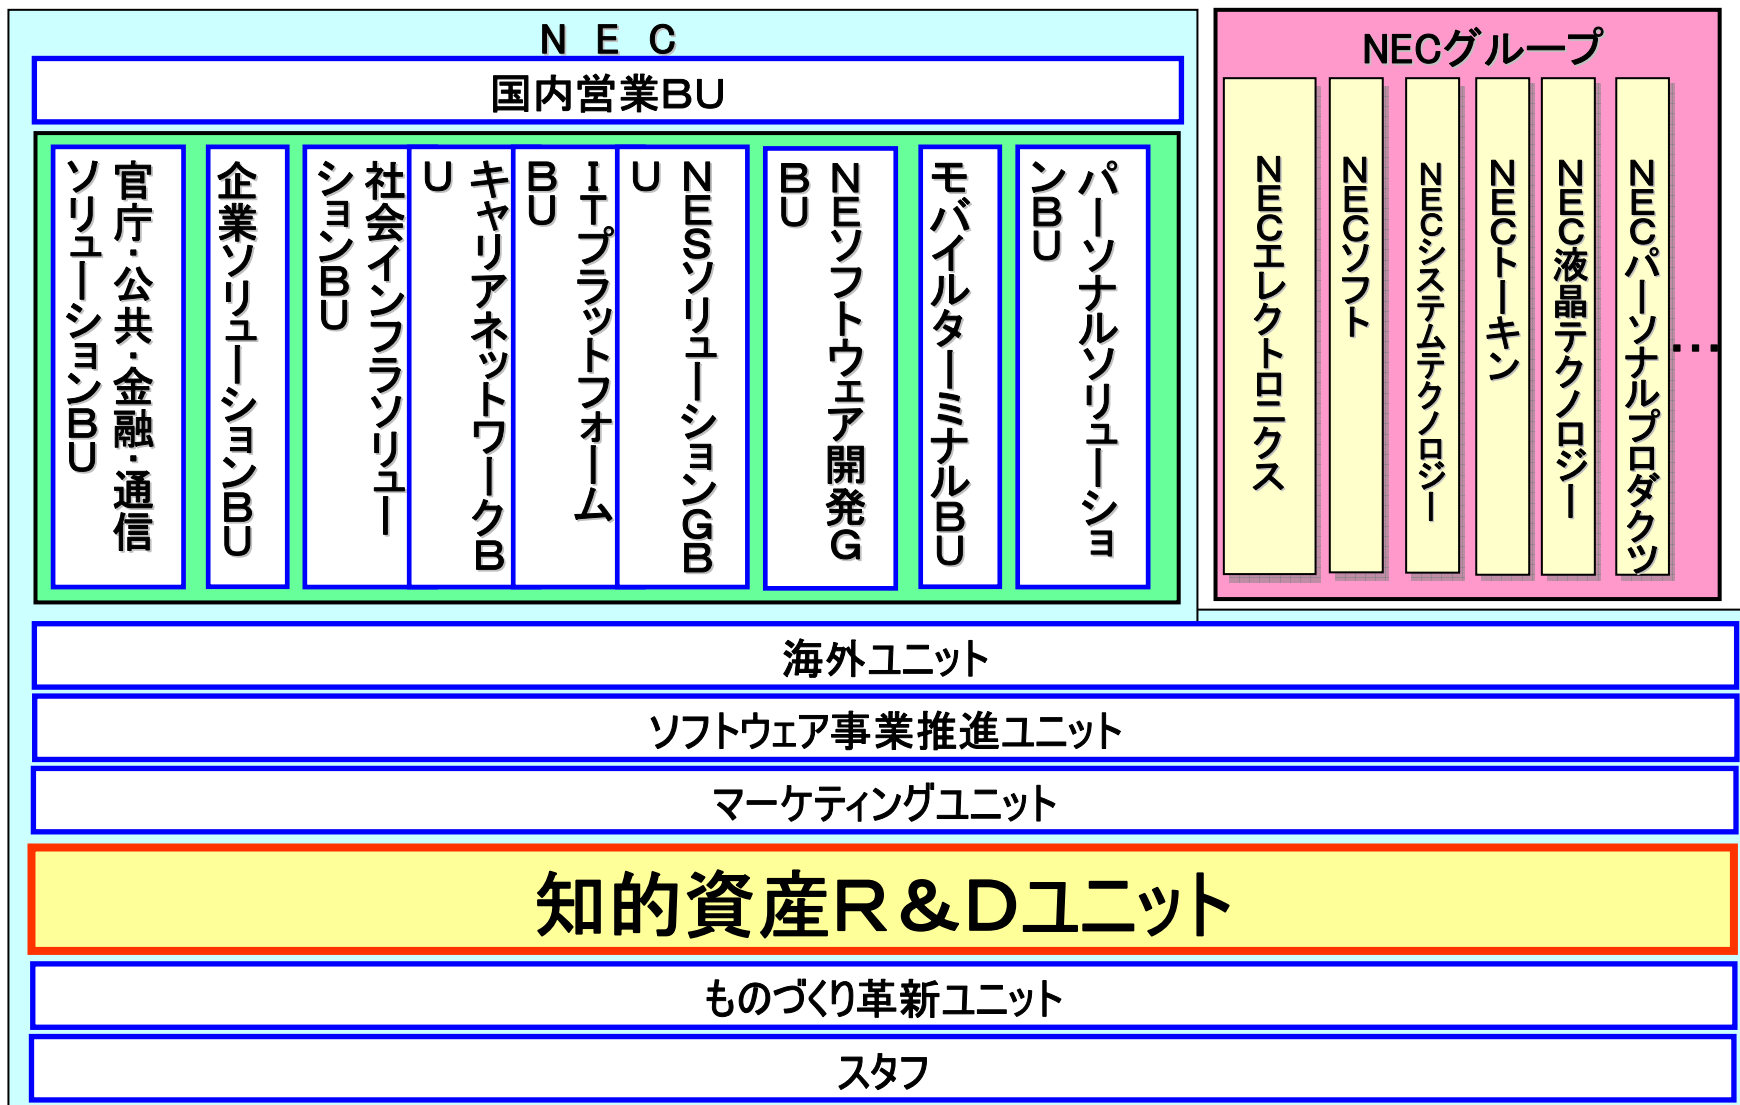 ＮＥＣ
国内営業ＢＵ
官庁・公共・金融・通信
ソリューションＢＵ
企業ソリューションＢＵ
社会インフラソリュー
ションＢＵ
キャリアネットワークＢ
Ｕ
ＩＴプラットフォーム
ＢＵ
ＮＥＳソリューションＧＢ
Ｕ
ＮＥソフトウェア開発Ｇ
ＢＵ
モバイルターミナルＢＵ
パーソナルソリューショ
ンＢＵ
NECグループ
ＮＥＣエレクトロニクス
ＮＥＣソフト
ＮＥＣシステムテクノロジー
ＮＥＣトーキン
ＮＥＣ液晶テクノロジー
ＮＥＣパーソナルプロダクツ
…
海外ユニット
ソフトウェア事業推進ユニット
マーケティングユニット
知的資産Ｒ＆Ｄユニット
ものづくり革新ユニット
スタフ